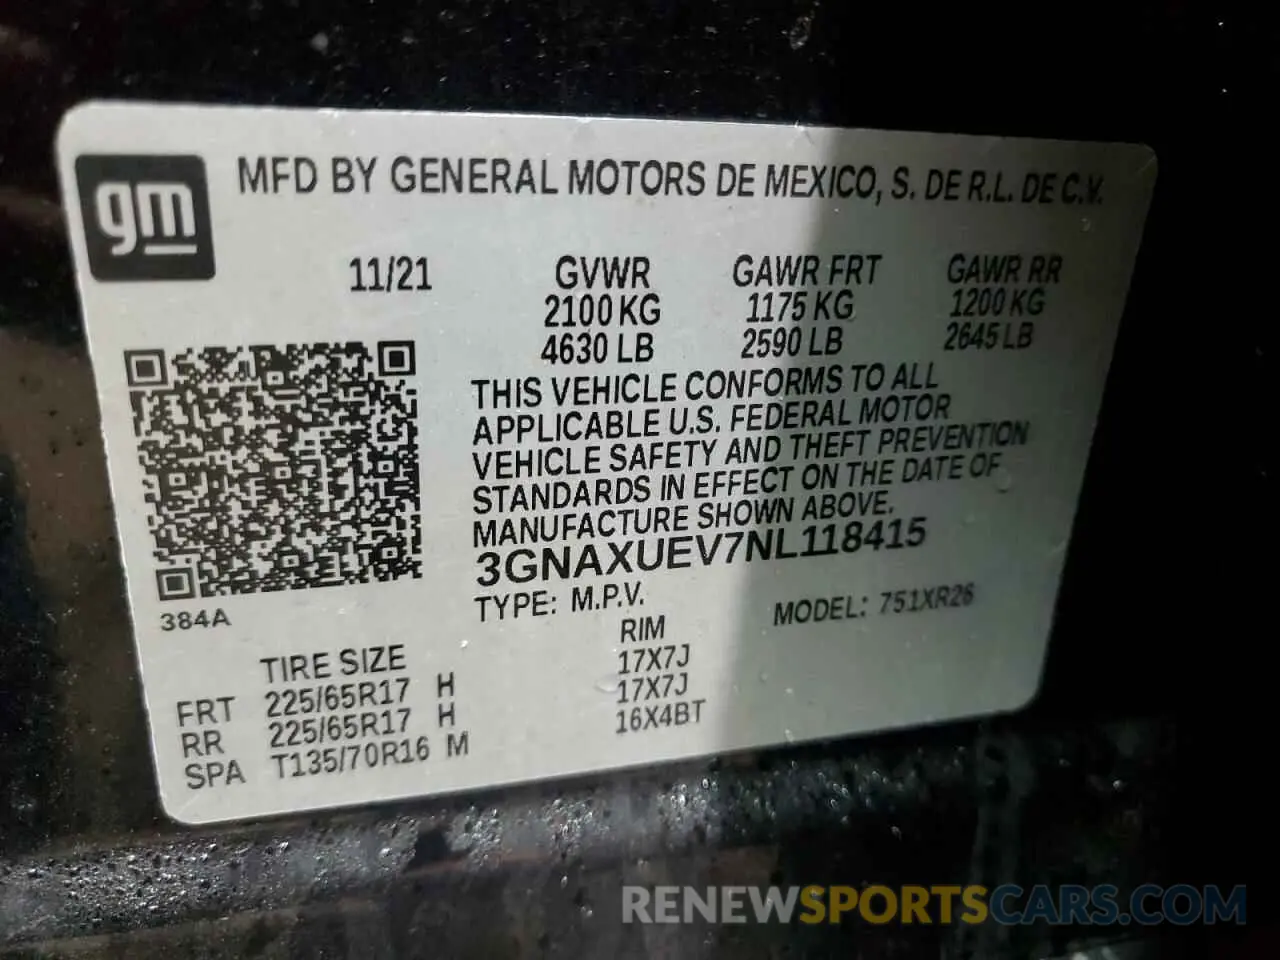 gm
MFD BY GENERAL MOTORS DE MEXICO, S. DE R.L. DE C.V.
11/21 GVWR GAWR FRT GAWR RR
2100 KG 1175 KG 1200 KG
4630 LB 2590 LB 2645 LB
THIS VEHICLE CONFORMS TO ALL
APPLICABLE U.S. FEDERAL MOTOR
VEHICLE SAFETY AND THEFT PREVENTION
STANDARDS IN EFFECT ON THE DATE OF
MANUFACTURE SHOWN ABOVE.
3GNAXUEV7NL118415
384A
TYPE: M.P.V. MODEL: 751XR26
TIRE SIZE RIM
FRT 225/65R17 H 17X7J
RR 225/65R17 H 17X7J
SPA T135/70R16 M 16X4BT
RENEWSPORTSCARS.COM